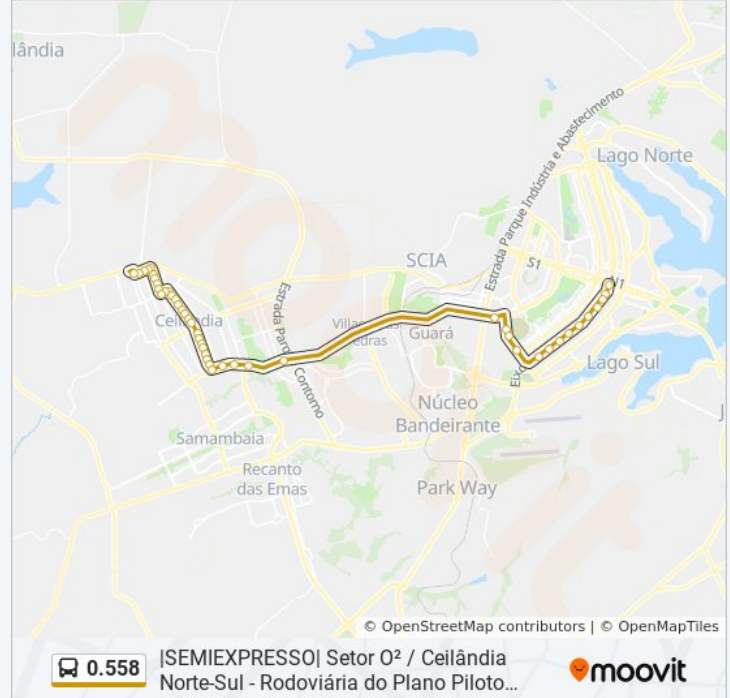 lândia
Estrada Parque Indústria e Abastecimento
Lago Norte
SCIA
S1
N1
Estrada Parque Contorno
Ceilândia
Guará
Lago Sul
Eixo
Núcleo
Bandeirante
Samambaia
Recanto
das Emas
Park Way
J
© OpenStreetMap contributors | © OpenMapTiles
0.558
|SEMIEXPRESSO| Setor O² / Ceilândia
Norte-Sul - Rodoviária do Plano Piloto...
moovit